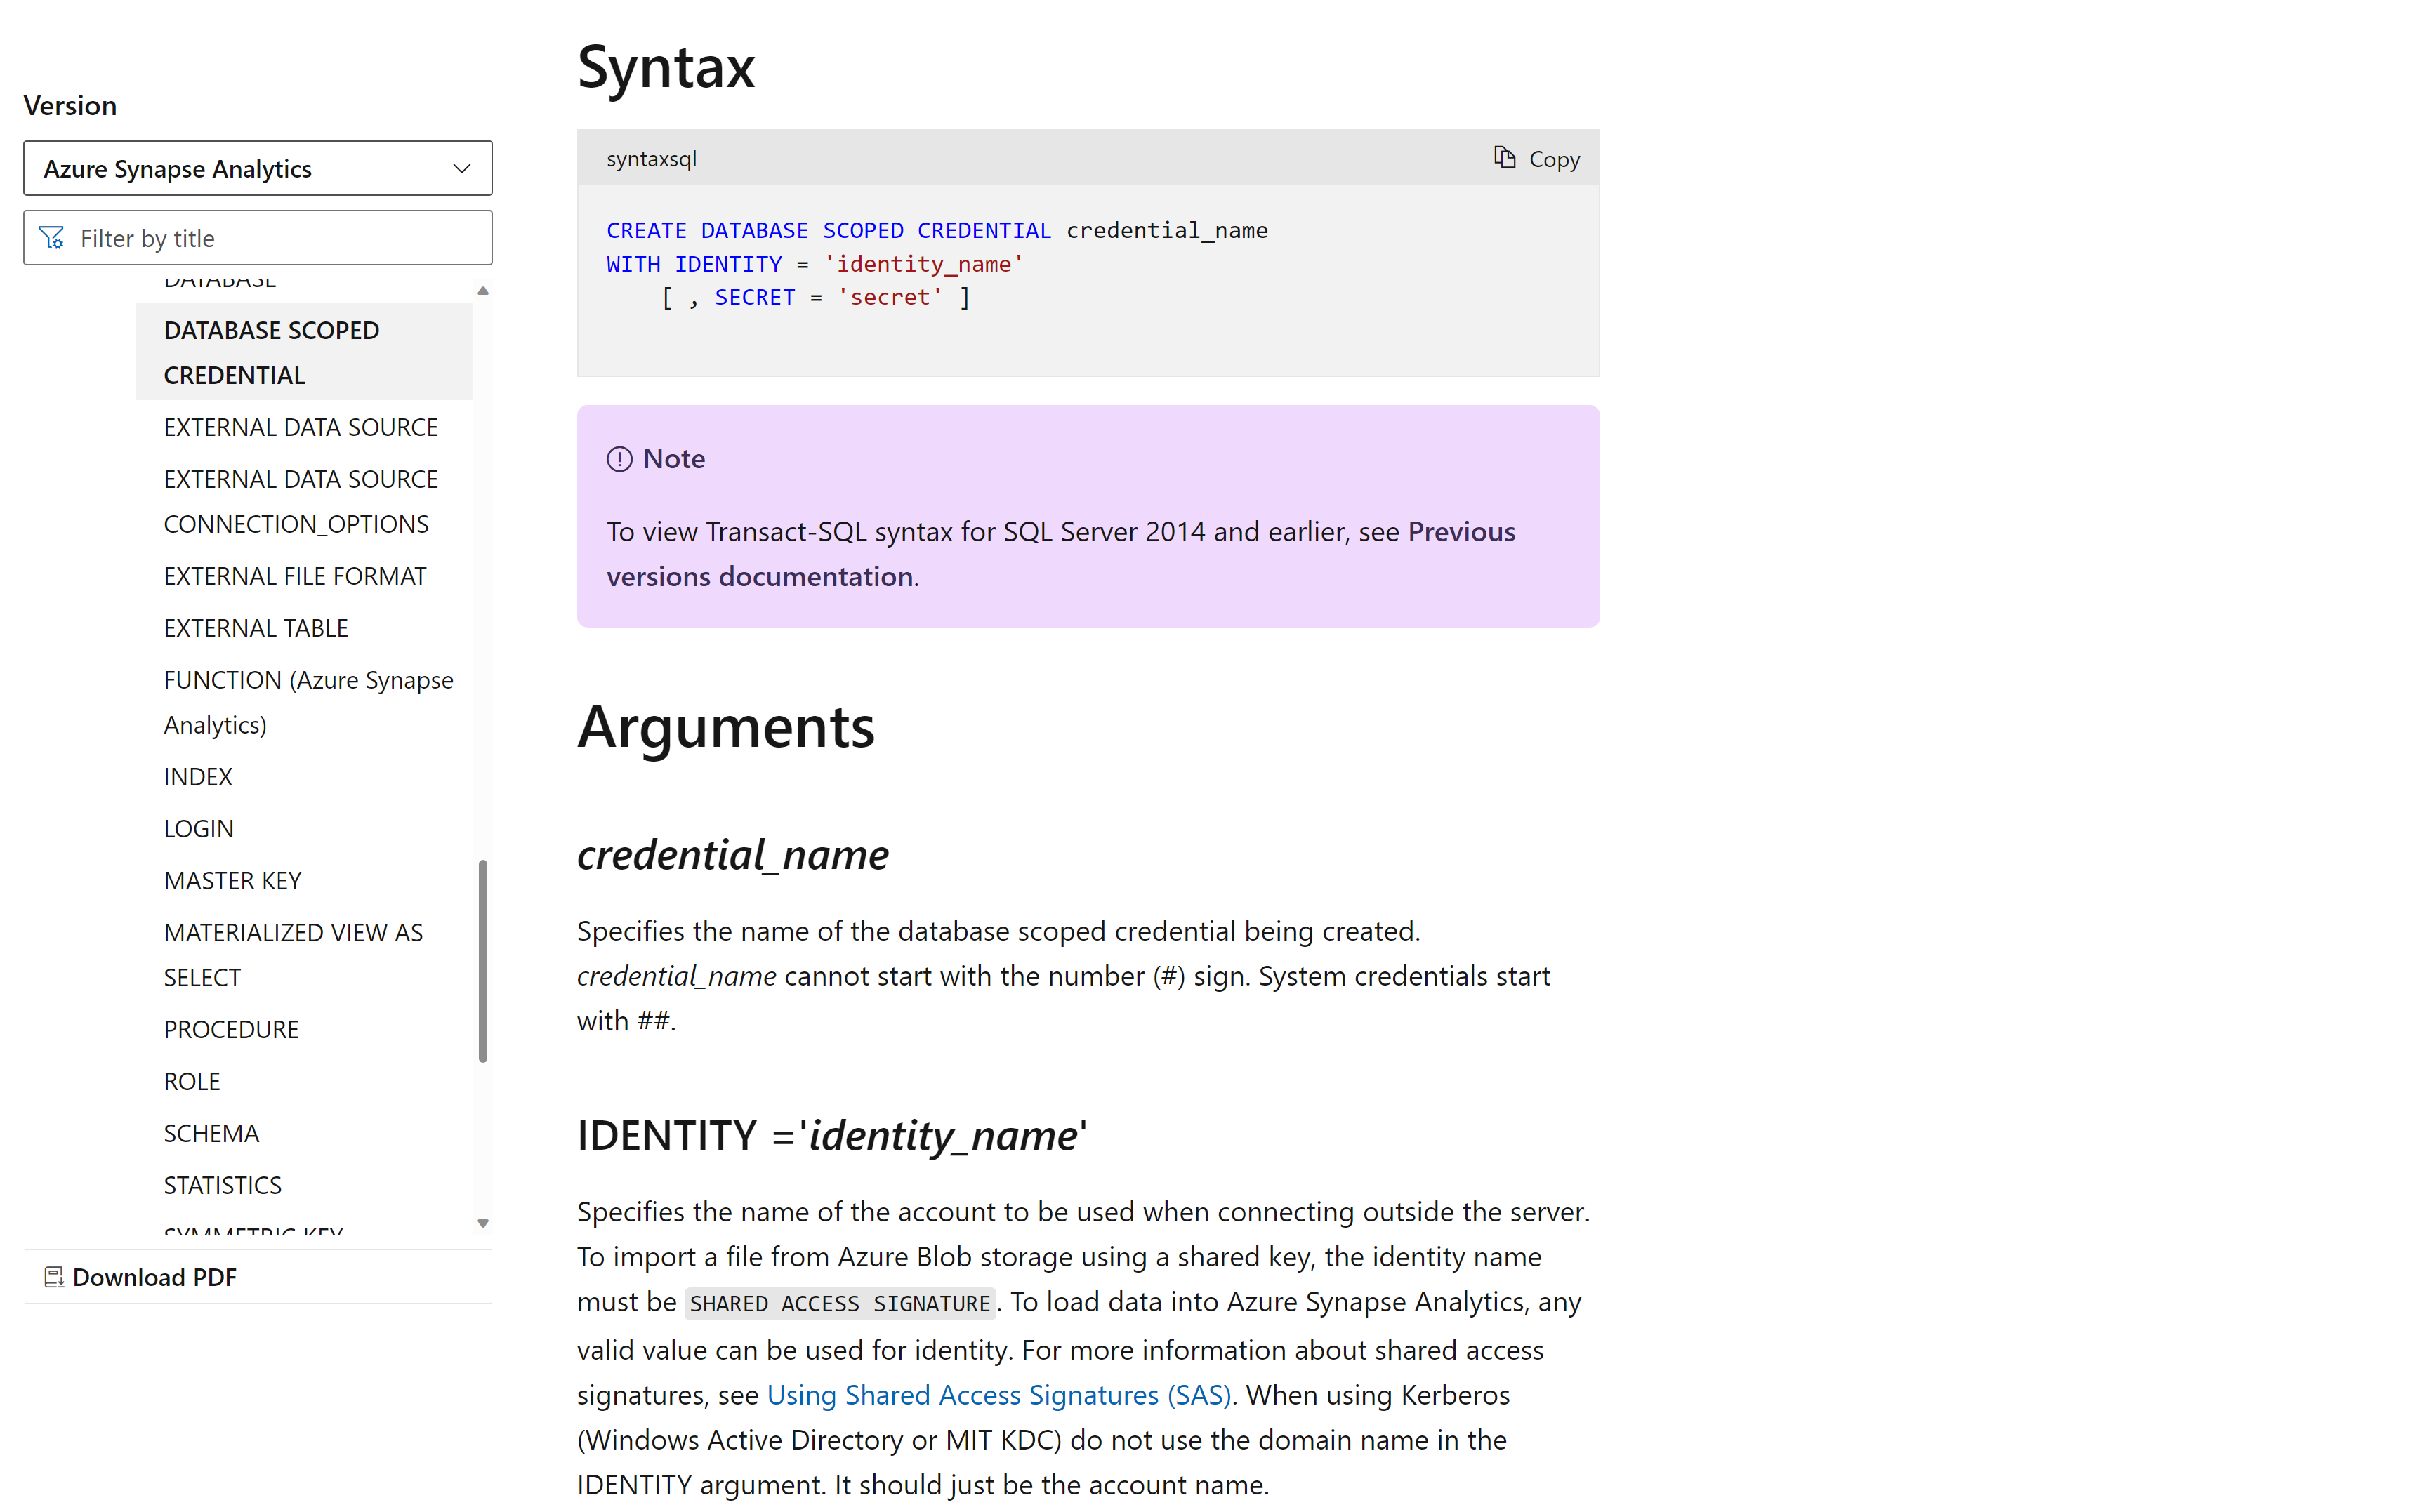 Version
Azure Synapse Analytics
Filter by title
DATABASE
DATABASE SCOPED
CREDENTIAL
EXTERNAL DATA SOURCE
EXTERNAL DATA SOURCE
CONNECTION_OPTIONS
EXTERNAL FILE FORMAT
EXTERNAL TABLE
FUNCTION (Azure Synapse
Analytics)
INDEX
LOGIN
MASTER KEY
MATERIALIZED VIEW AS
SELECT
PROCEDURE
ROLE
SCHEMA
STATISTICS
SYMMETRIC KEY
Download PDF
Syntax
syntaxsql
Copy
CREATE DATABASE SCOPED CREDENTIAL credential_name
WITH IDENTITY = 'identity_name'
[ , SECRET = 'secret' ]
Note
To view Transact-SQL syntax for SQL Server 2014 and earlier, see Previous
versions documentation.
Arguments
credential_name
Specifies the name of the database scoped credential being created.
credential_name cannot start with the number (#) sign. System credentials start
with ##.
IDENTITY ='identity_name'
Specifies the name of the account to be used when connecting outside the server.
To import a file from Azure Blob storage using a shared key, the identity name
must be SHARED ACCESS SIGNATURE. To load data into Azure Synapse Analytics, any
valid value can be used for identity. For more information about shared access
signatures, see Using Shared Access Signatures (SAS). When using Kerberos
(Windows Active Directory or MIT KDC) do not use the domain name in the
IDENTITY argument. It should just be the account name.